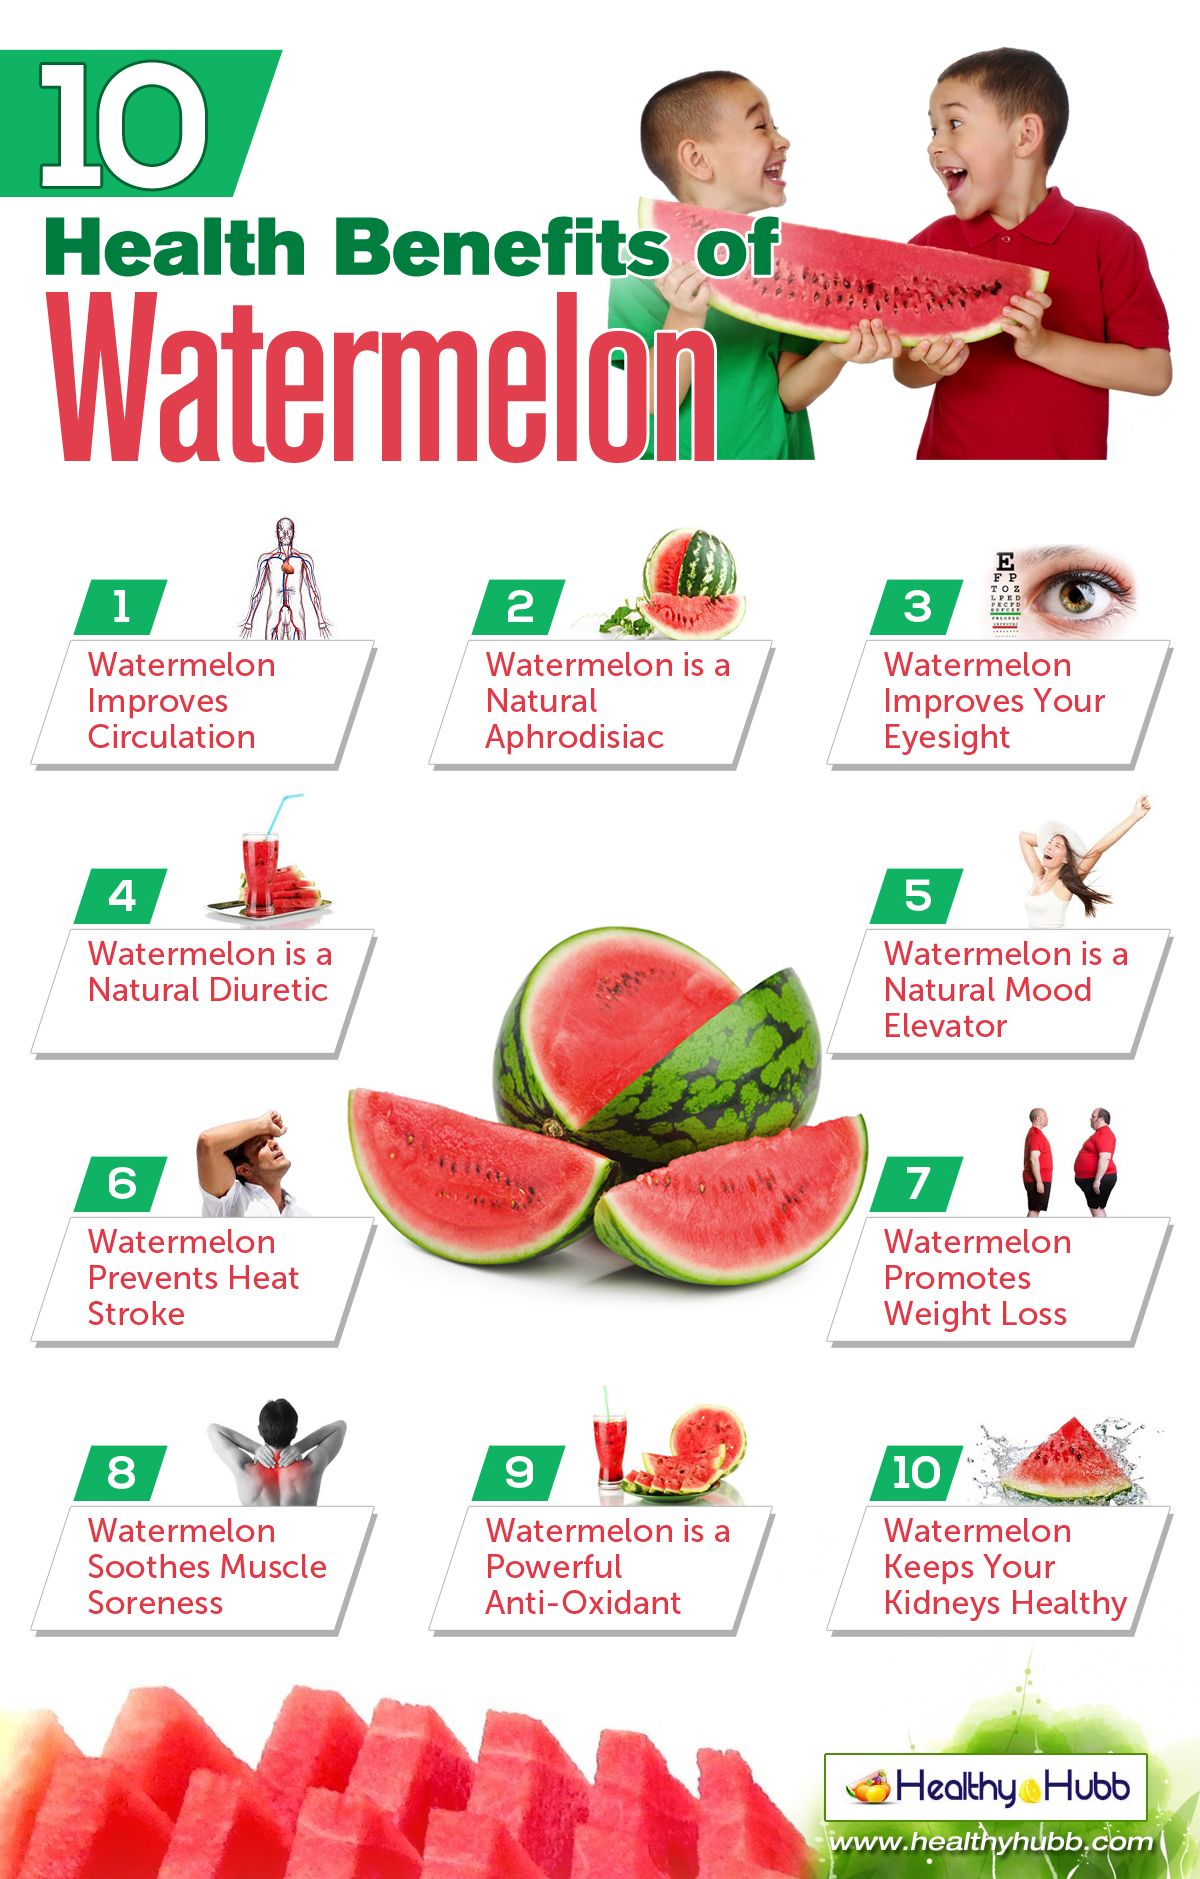 10
Health Benefits of
Watermelon
1
Watermelon
Improves
Circulation
2
Watermelon is a
Natural
Aphrodisiac
3
E
F P
T O Z
L P E D
P E C F D
E D F C Z P
Watermelon
Improves Your
Eyesight
4
Watermelon is a
Natural Diuretic
5
Watermelon is a
Natural Mood
Elevator
6
Watermelon
Prevents Heat
Stroke
7
Watermelon
Promotes
Weight Loss
8
Watermelon
Soothes Muscle
Soreness
9
Watermelon is a
Powerful
Anti-Oxidant
10
Watermelon
Keeps Your
Kidneys Healthy
Healthy Hubb
www.healthyhubb.com